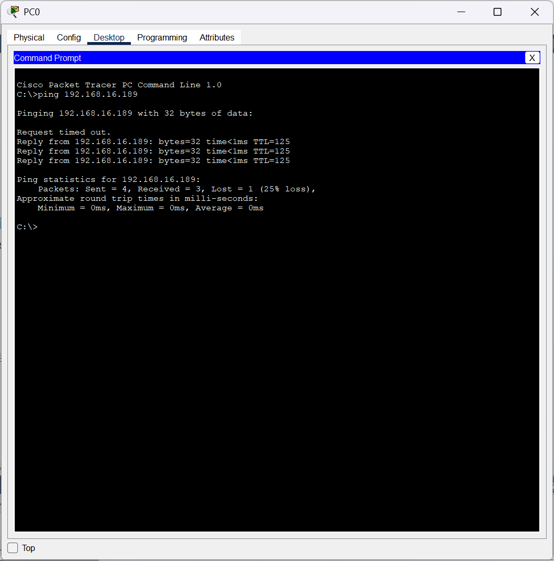 PC0
Physical Config Desktop Programming Attributes
Command Prompt X
Cisco Packet Tracer PC Command Line 1.0
C:\>ping 192.168.16.189
Pinging 192.168.16.189 with 32 bytes of data:
Request timed out.
Reply from 192.168.16.189: bytes=32 time<1ms TTL=125
Reply from 192.168.16.189: bytes=32 time<1ms TTL=125
Reply from 192.168.16.189: bytes=32 time<1ms TTL=125
Ping statistics for 192.168.16.189:
Packets: Sent = 4, Received = 3, Lost = 1 (25% loss),
Approximate round trip times in milli-seconds:
Minimum = 0ms, Maximum = 0ms, Average = 0ms
C:\>
Top